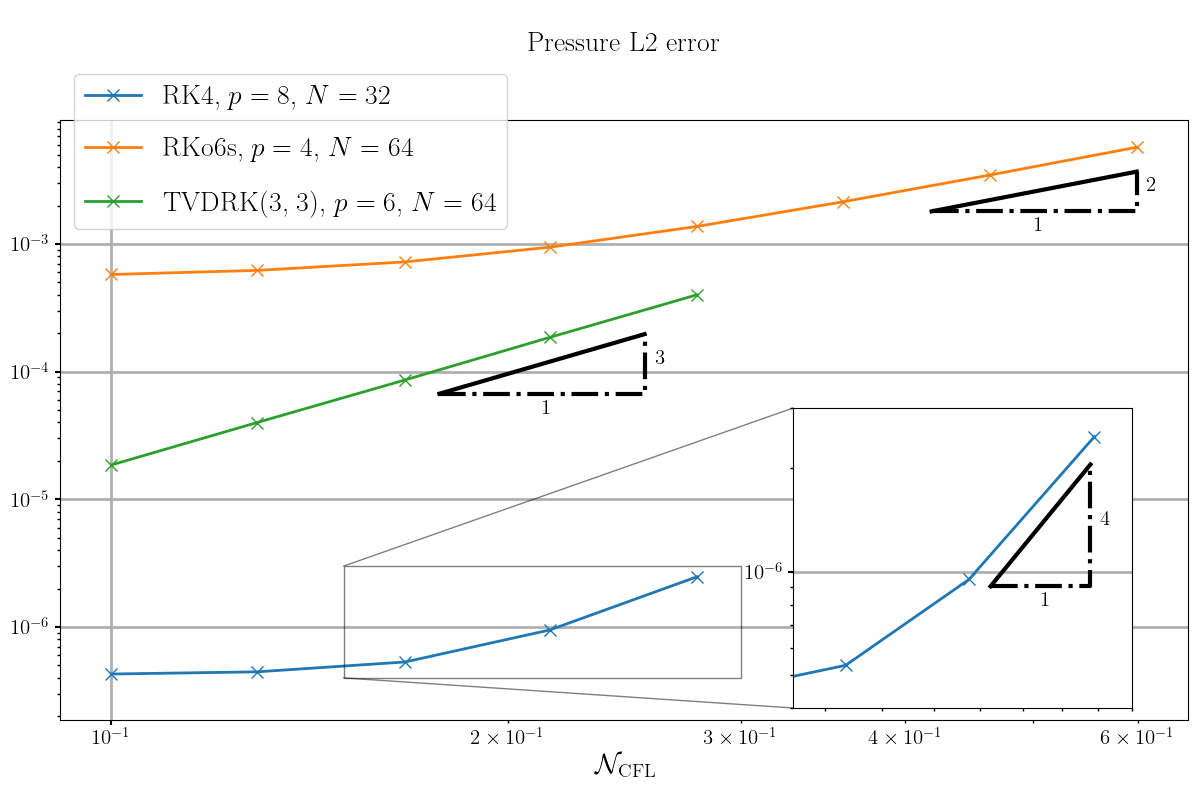 Pressure L2 error
RK4, p = 8, N = 32
RKo6s, p = 4, N = 64
TVDRK(3, 3), p = 6, N = 64
2
1
10⁻³
3
10⁻⁴
1
4
10⁻⁵
10⁻⁶
1
10⁻⁶
10⁻¹
2 × 10⁻¹
3 × 10⁻¹
4 × 10⁻¹
6 × 10⁻¹
𝒩CFL